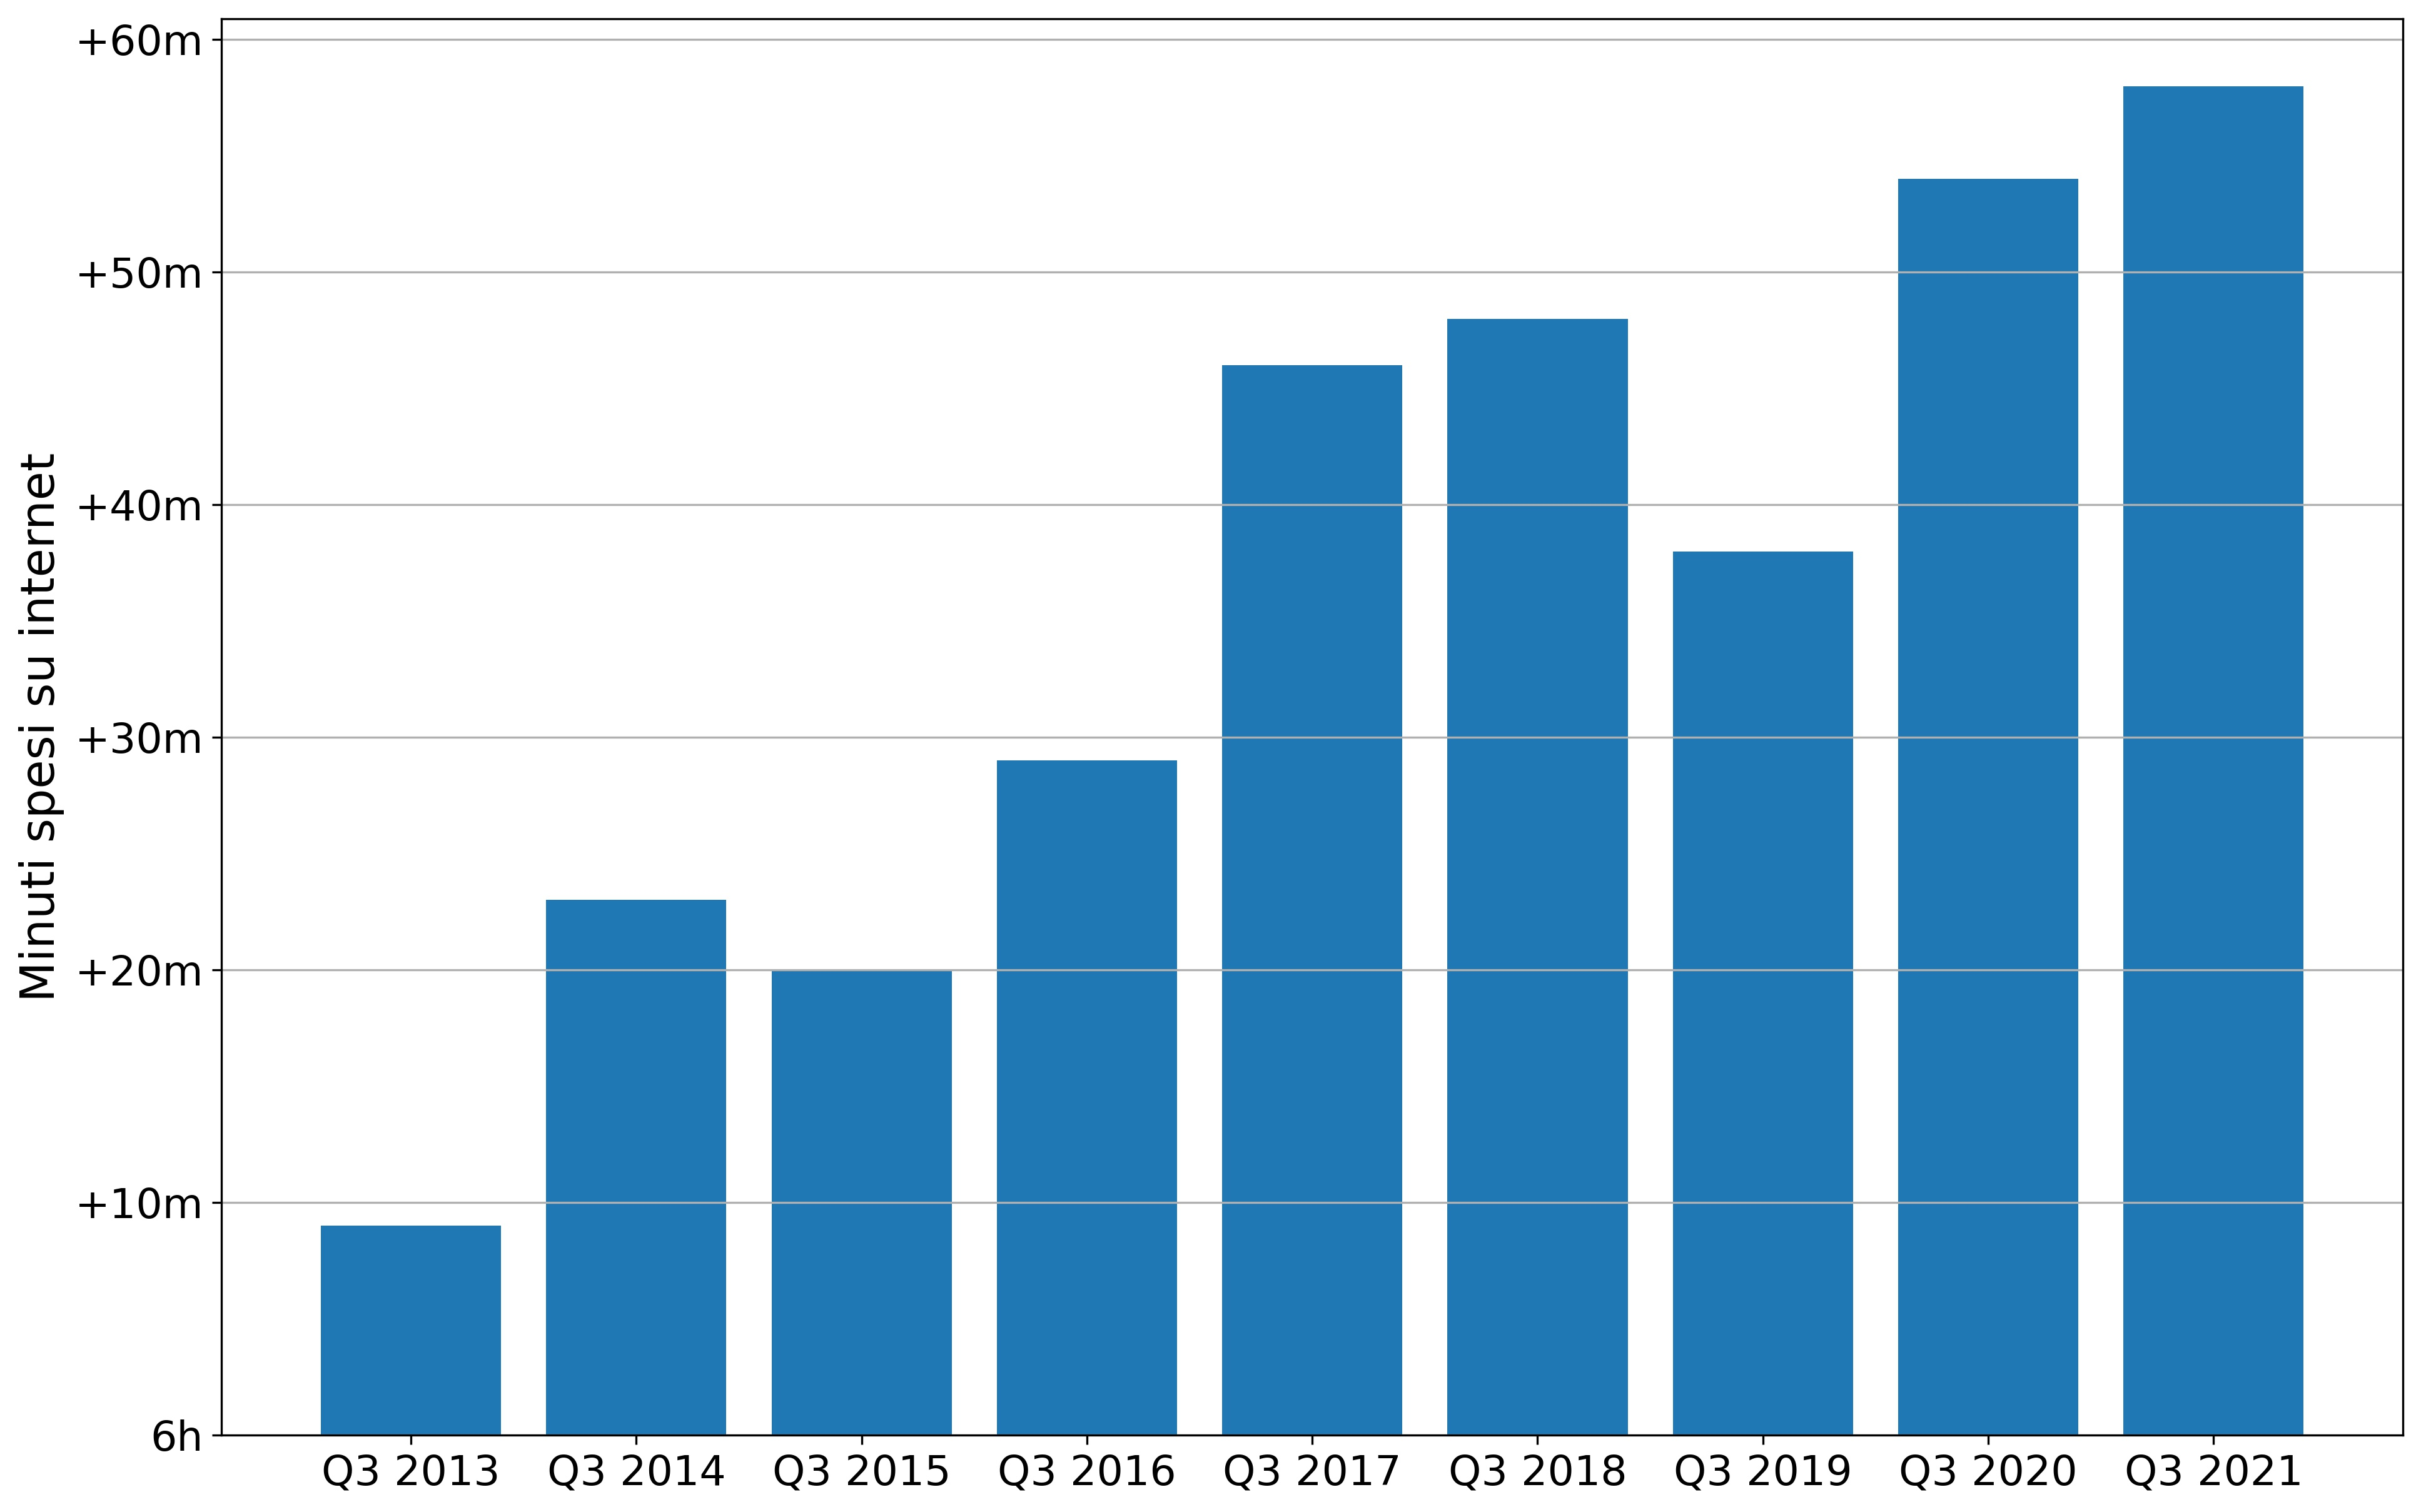 Minuti spesi su internet
+60m
+50m
+40m
+30m
+20m
+10m
6h
Q3 2013 Q3 2014 Q3 2015 Q3 2016 Q3 2017 Q3 2018 Q3 2019 Q3 2020 Q3 2021